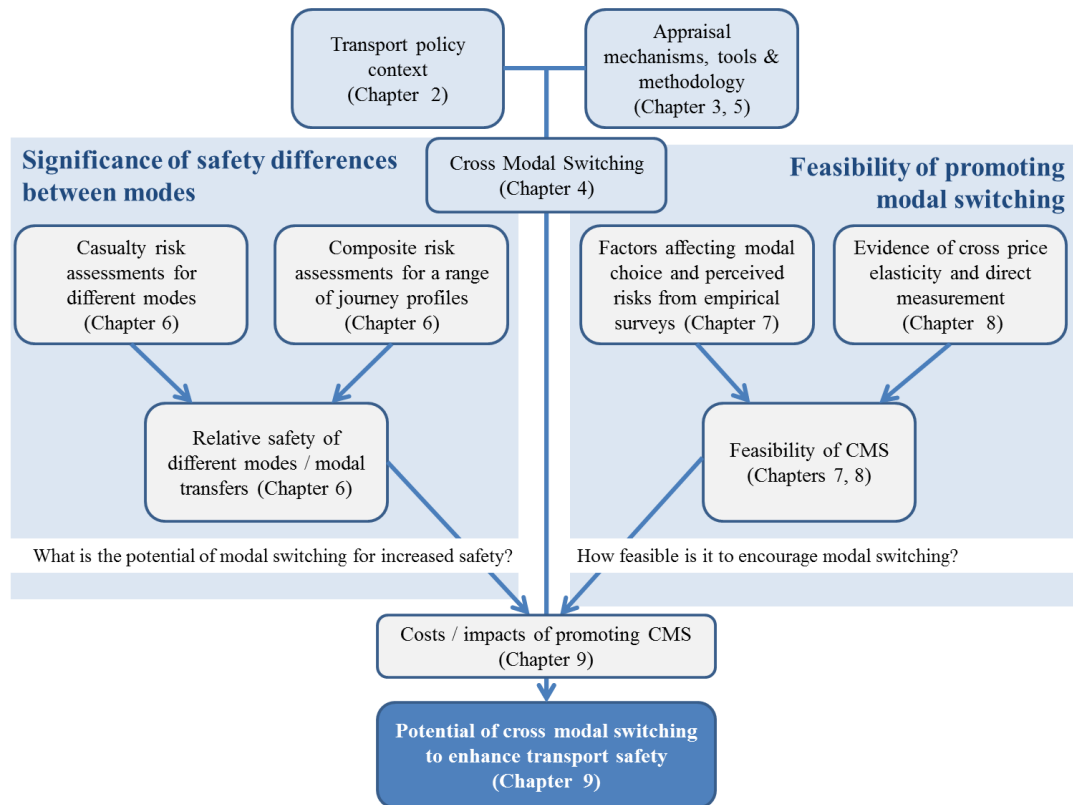 Transport policy
context
(Chapter 2)
Appraisal
mechanisms, tools &
methodology
(Chapter 3, 5)
Cross Modal Switching
(Chapter 4)
Significance of safety differences
between modes
Feasibility of promoting
modal switching
Casualty risk
assessments for
different modes
(Chapter 6)
Composite risk
assessments for a range
of journey profiles
(Chapter 6)
Factors affecting modal
choice and perceived
risks from empirical
surveys (Chapter 7)
Evidence of cross price
elasticity and direct
measurement
(Chapter 8)
Relative safety of
different modes / modal
transfers (Chapter 6)
Feasibility of CMS
(Chapters 7, 8)
What is the potential of modal switching for increased safety?
How feasible is it to encourage modal switching?
Costs / impacts of promoting CMS
(Chapter 9)
Potential of cross modal switching
to enhance transport safety
(Chapter 9)